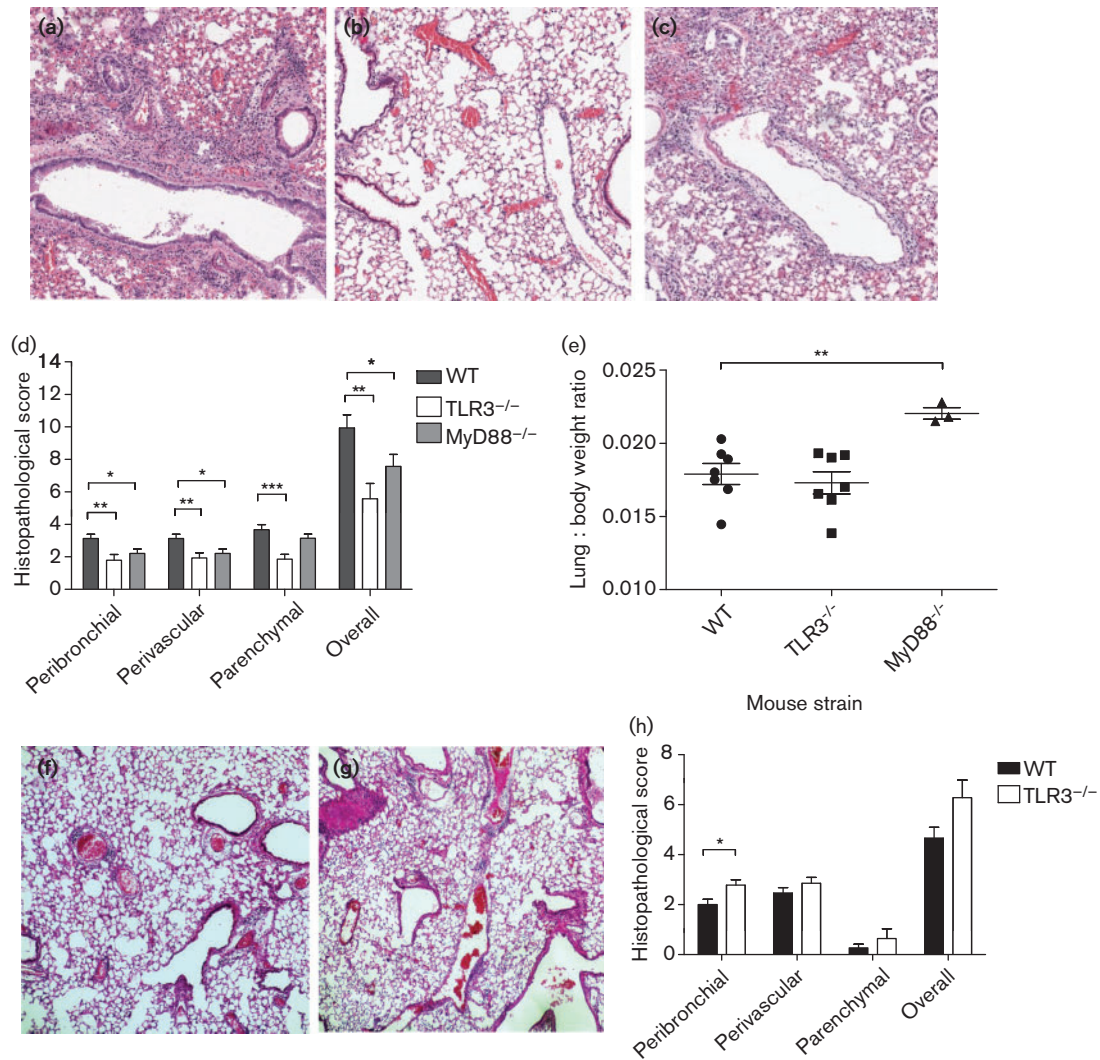 (a)
(b)
(c)
(d)
Histopathological score
14
12
10
8
6
4
2
0
* ** * ** *** ** *
WT
TLR3−/−
MyD88−/−
Peribronchial
Perivascular
Parenchymal
Overall
(e)
Lung : body weight ratio
0.025
0.020
0.015
0.010
**
WT
TLR3-/-
MyD88-/-
Mouse strain
(f)
(g)
(h)
Histopathological score
8
6
4
2
0
*
WT
TLR3−/−
Peribronchial
Perivascular
Parenchymal
Overall